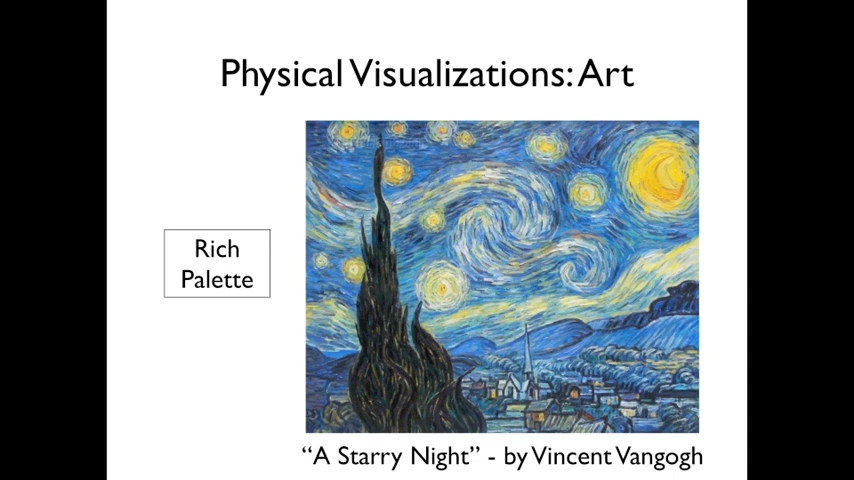 Physical Visualizations: Art
Rich
Palette
“A Starry Night” - by Vincent Vangogh